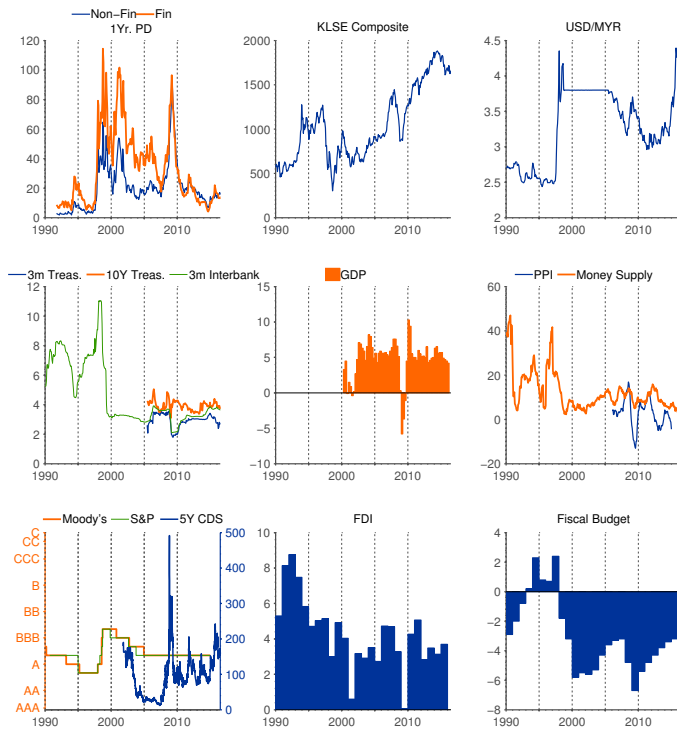 Non-Fin Fin
1Yr. PD
120
100
80
60
40
20
0
1990 2000 2010
KLSE Composite
2000
1500
1000
500
0
1990 2000 2010
USD/MYR
4.5
4
3.5
3
2.5
2
1990 2000 2010
3m Treas. 10Y Treas. 3m Interbank
12
10
8
6
4
2
0
1990 2000 2010
GDP
15
10
5
0
−5
−10
1990 2000 2010
PPI Money Supply
60
40
20
0
−20
1990 2000 2010
Moody's S&P 5Y CDS
C
CC
CCC
B
BB
BBB
A
AA
AAA
500
400
300
200
100
0
1990 2000 2010
FDI
10
8
6
4
2
0
1990 2000 2010
Fiscal Budget
4
2
0
−2
−4
−6
−8
−10
1990 2000 2010